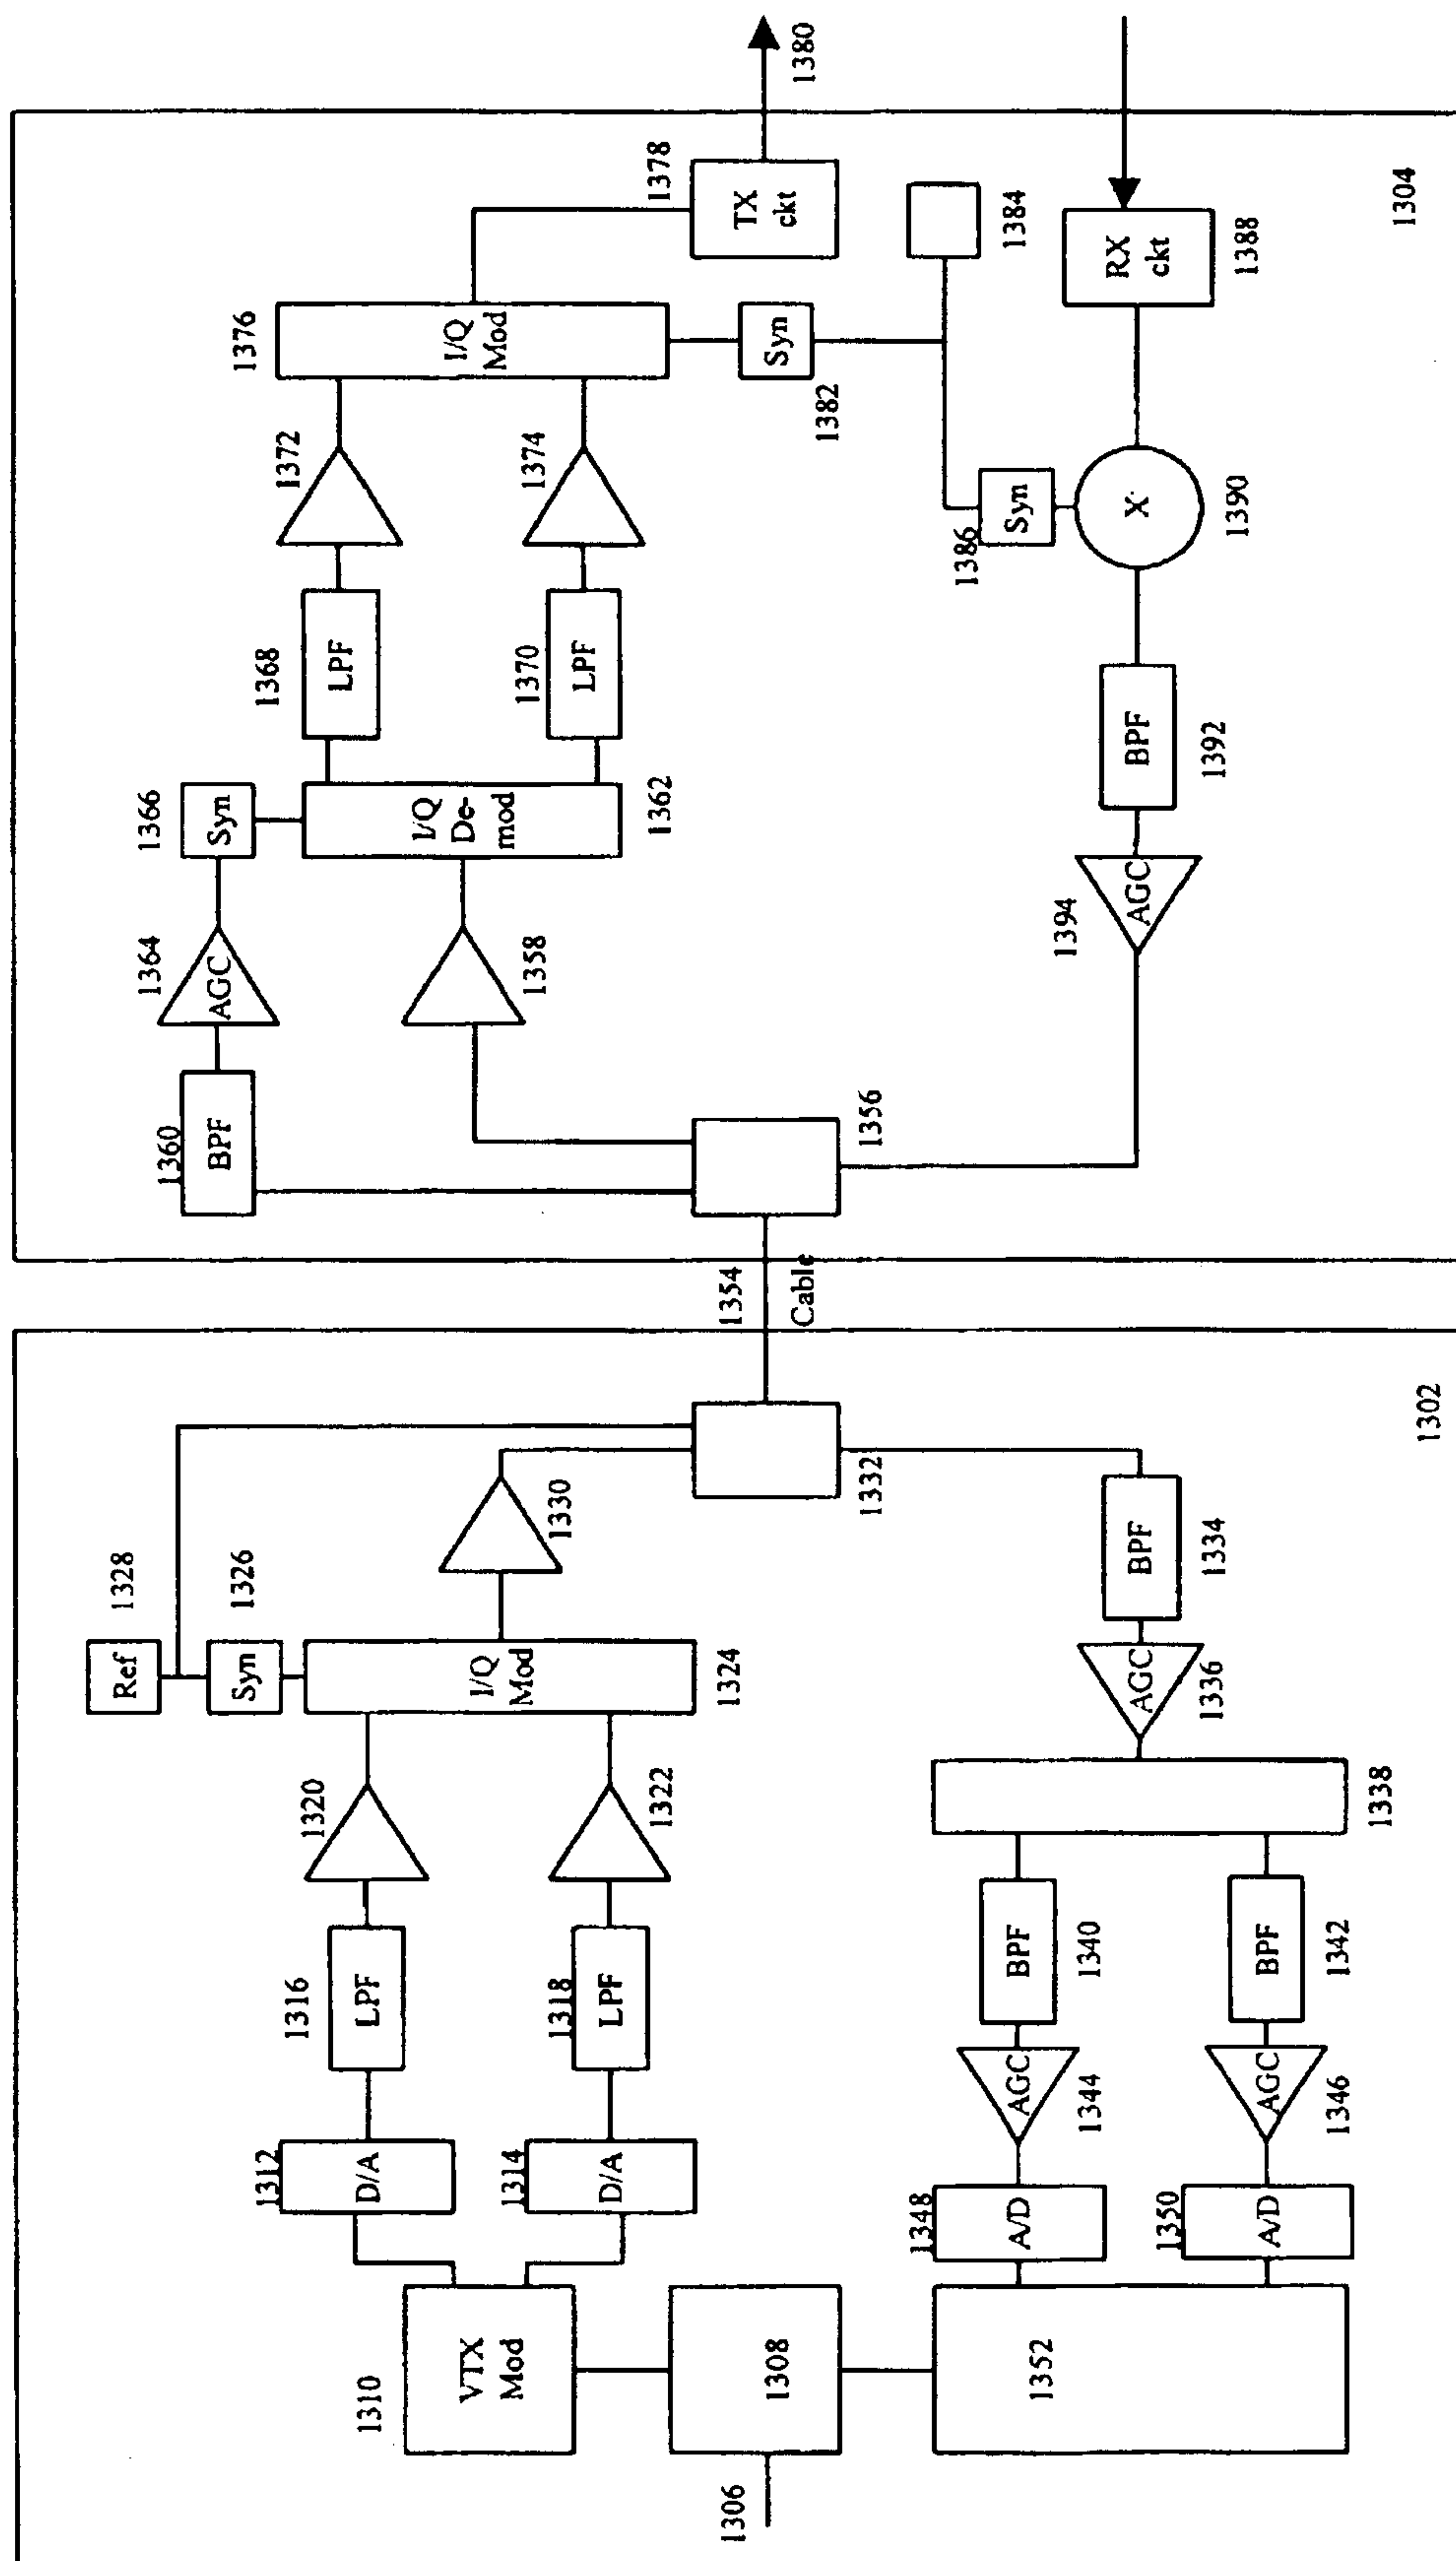 1306
1308
1310
VTX
Mod
1312
D/A
1314
D/A
1316
LPF
1318
LPF
1320
1322
1324
I/Q
Mod
1326
Syn
1328
Ref
1330
1332
1334
BPF
1336
AGC
1338
1340
BPF
1342
BPF
1344
AGC
1346
AGC
1348
A/D
1350
A/D
1352
1302
1354
Cable
1356
1358
1360
BPF
1362
I/Q
De-
mod
1364
AGC
1366
Syn
1368
LPF
1370
LPF
1372
1374
1376
I/Q
Mod
1378
TX
ckt
1380
1382
Syn
1384
1386
Syn
1388
RX
ckt
1390
X
1392
BPF
1394
AGC
1304